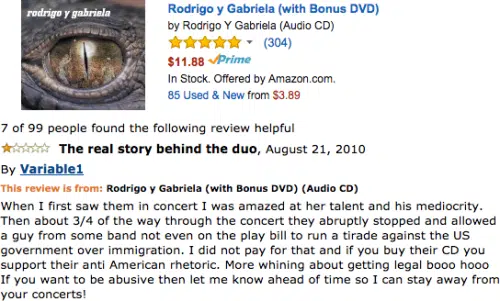 rodrigo y gabriela
Rodrigo y Gabriela (with Bonus DVD)
by Rodrigo Y Gabriela (Audio CD)
(304)
$11.88 Prime
In Stock. Offered by Amazon.com.
85 Used & New from $3.89
7 of 99 people found the following review helpful
The real story behind the duo, August 21, 2010
By Variable1
This review is from: Rodrigo y Gabriela (with Bonus DVD) (Audio CD)
When I first saw them in concert I was amazed at her talent and his mediocrity.
Then about 3/4 of the way through the concert they abruptly stopped and allowed
a guy from some band not even on the play bill to run a tirade against the US
government over immigration. I did not pay for that and if you buy their CD you
support their anti American rhetoric. More whining about getting legal booo hooo
If you want to be abusive then let me know ahead of time so I can stay away from
your concerts!